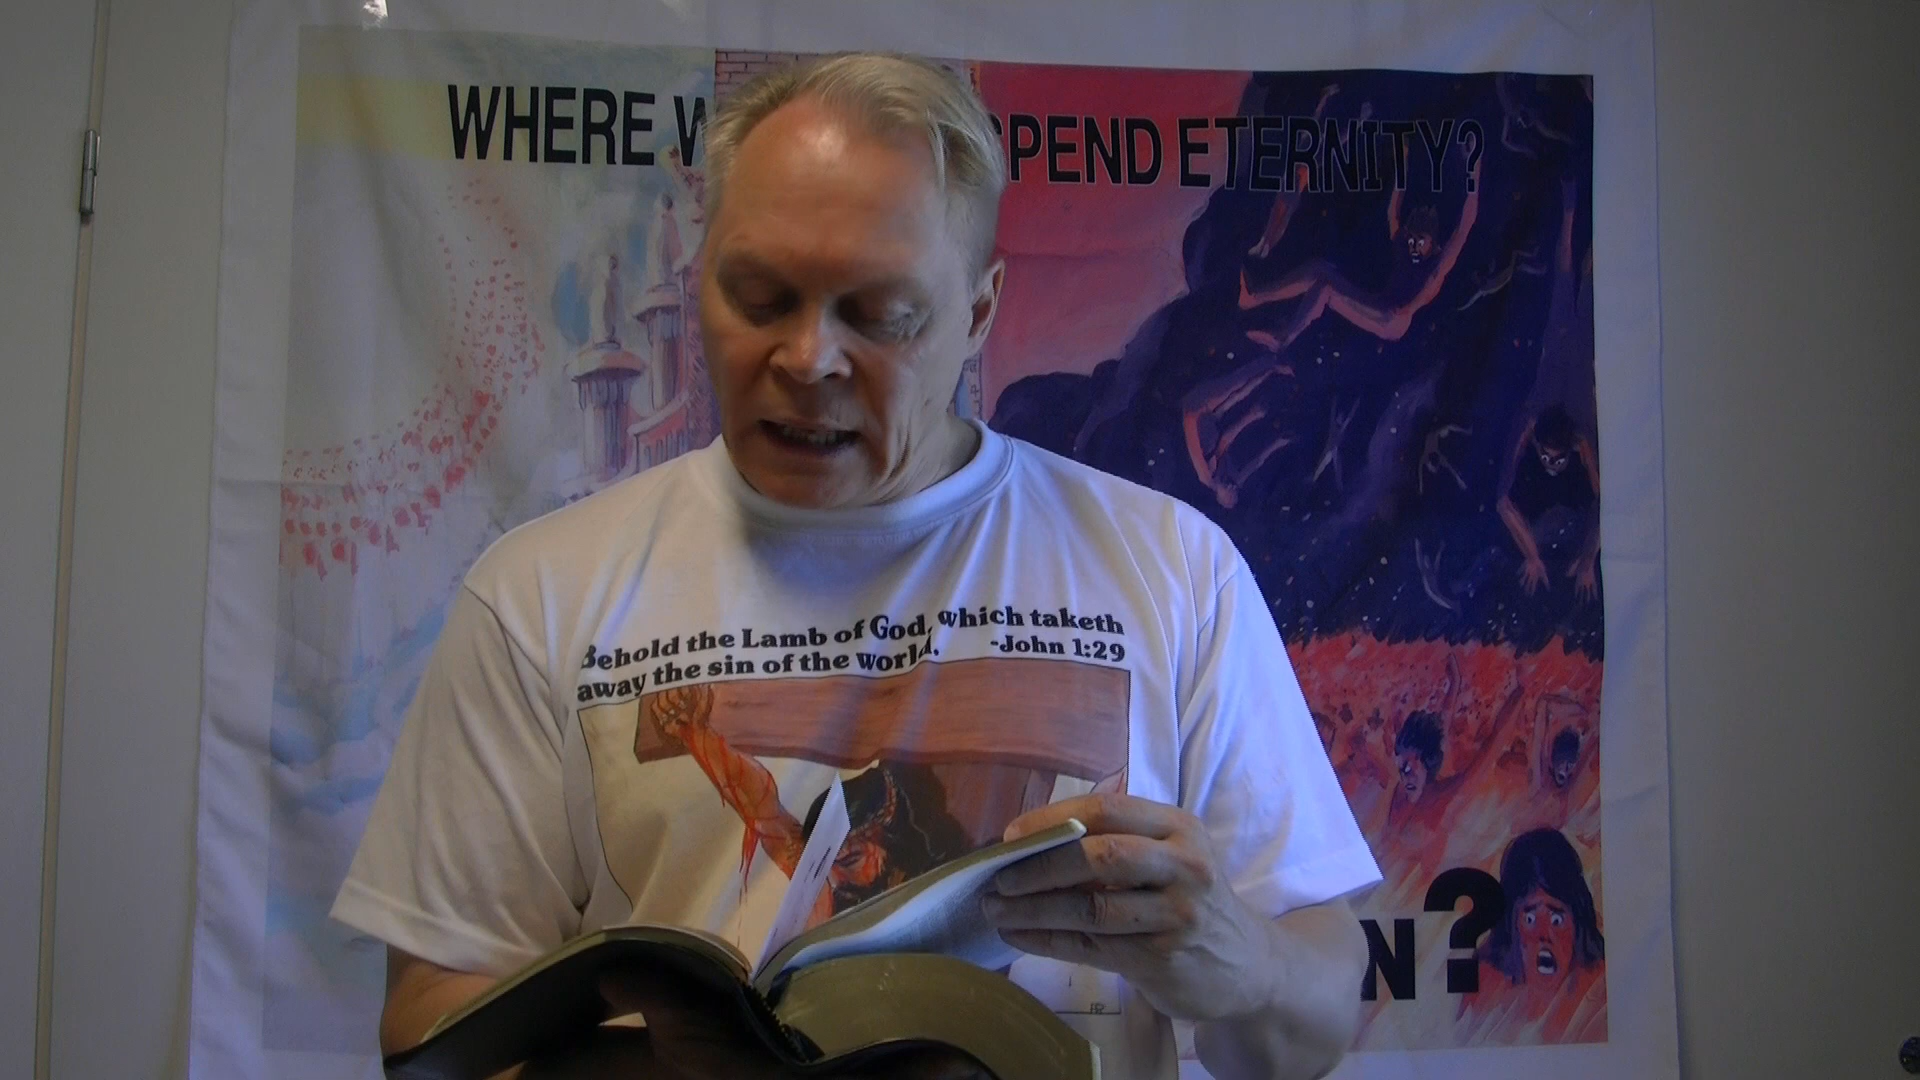 WHERE W SPEND ETERNITY?
Behold the Lamb of God, which taketh
away the sin of the world. -John 1:29
N?